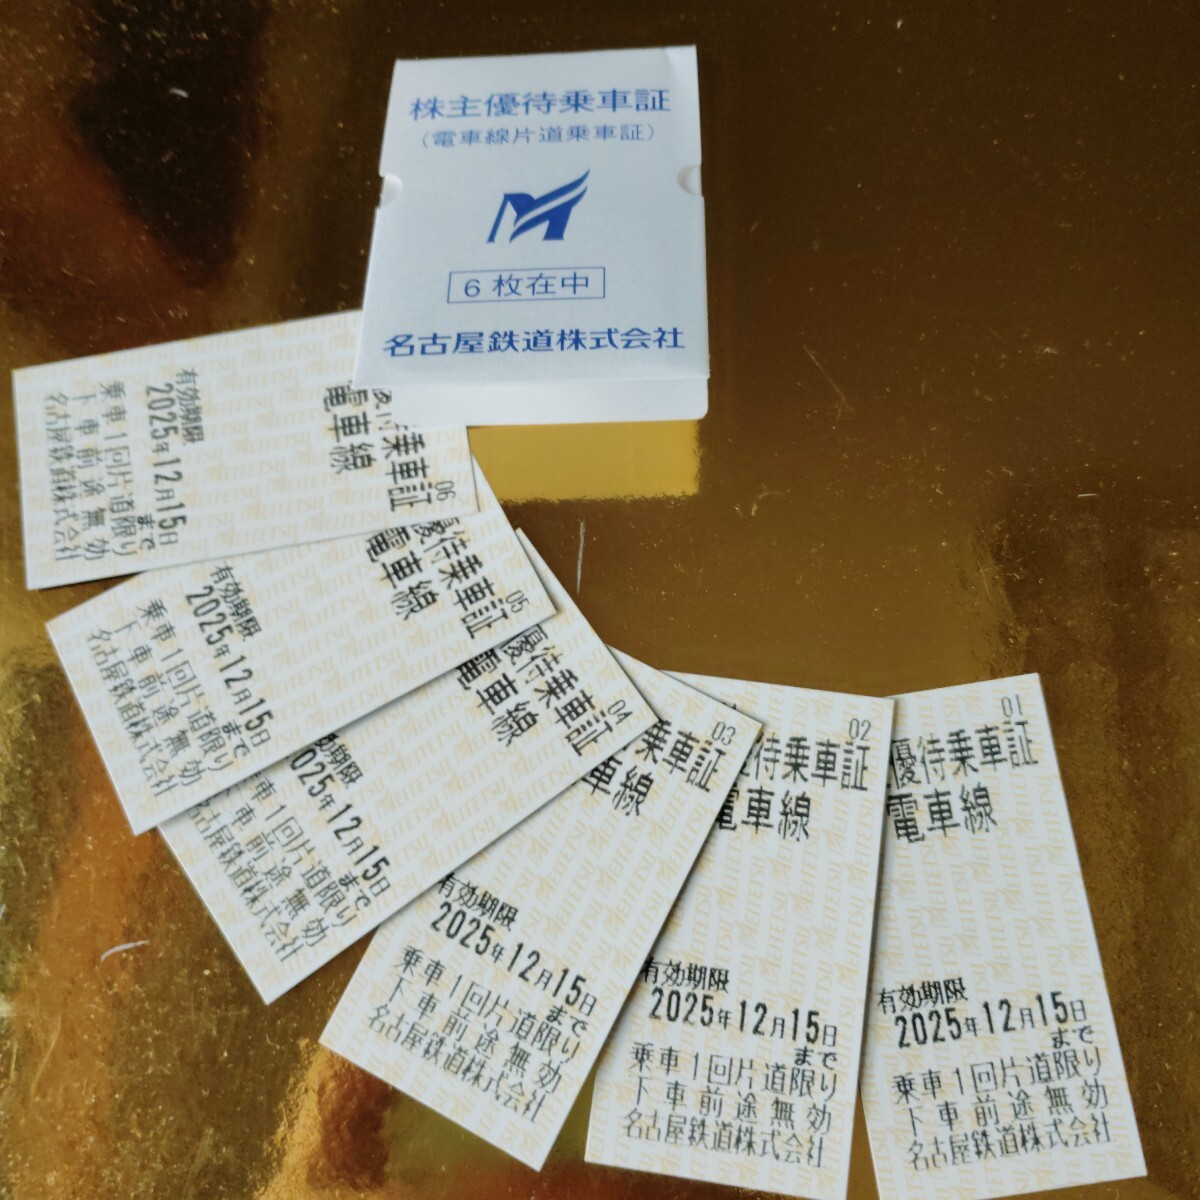 株主優待乗車証
（電車線片道乗車証）
6枚在中
名古屋鉄道株式会社
06
待乗車証
電車線
有効期限
2025年12月15日
まで
乗車1回片道限り
下車前途無効
名古屋鉄道株式会社
05
優待乗車証
電車線
有効期限
2025年12月15日
まで
乗車1回片道限り
下車前途無効
名古屋鉄道株式会社
04
優待乗車証
電車線
効期限
2025年12月15日
まで
乗車1回片道限り
下車前途無効
名古屋鉄道株式会社
03
乗車証
車線
有効期限
2025年12月15日
まで
乗車1回片道限り
下車前途無効
名古屋鉄道株式会社
02
待乗車証
電車線
有効期限
2025年12月15日
まで
乗車1回片道限り
下車前途無効
名古屋鉄道株式会社
01
優待乗車証
電車線
有効期限
2025年12月15日
まで
乗車1回片道限り
下車前途無効
名古屋鉄道株式会社